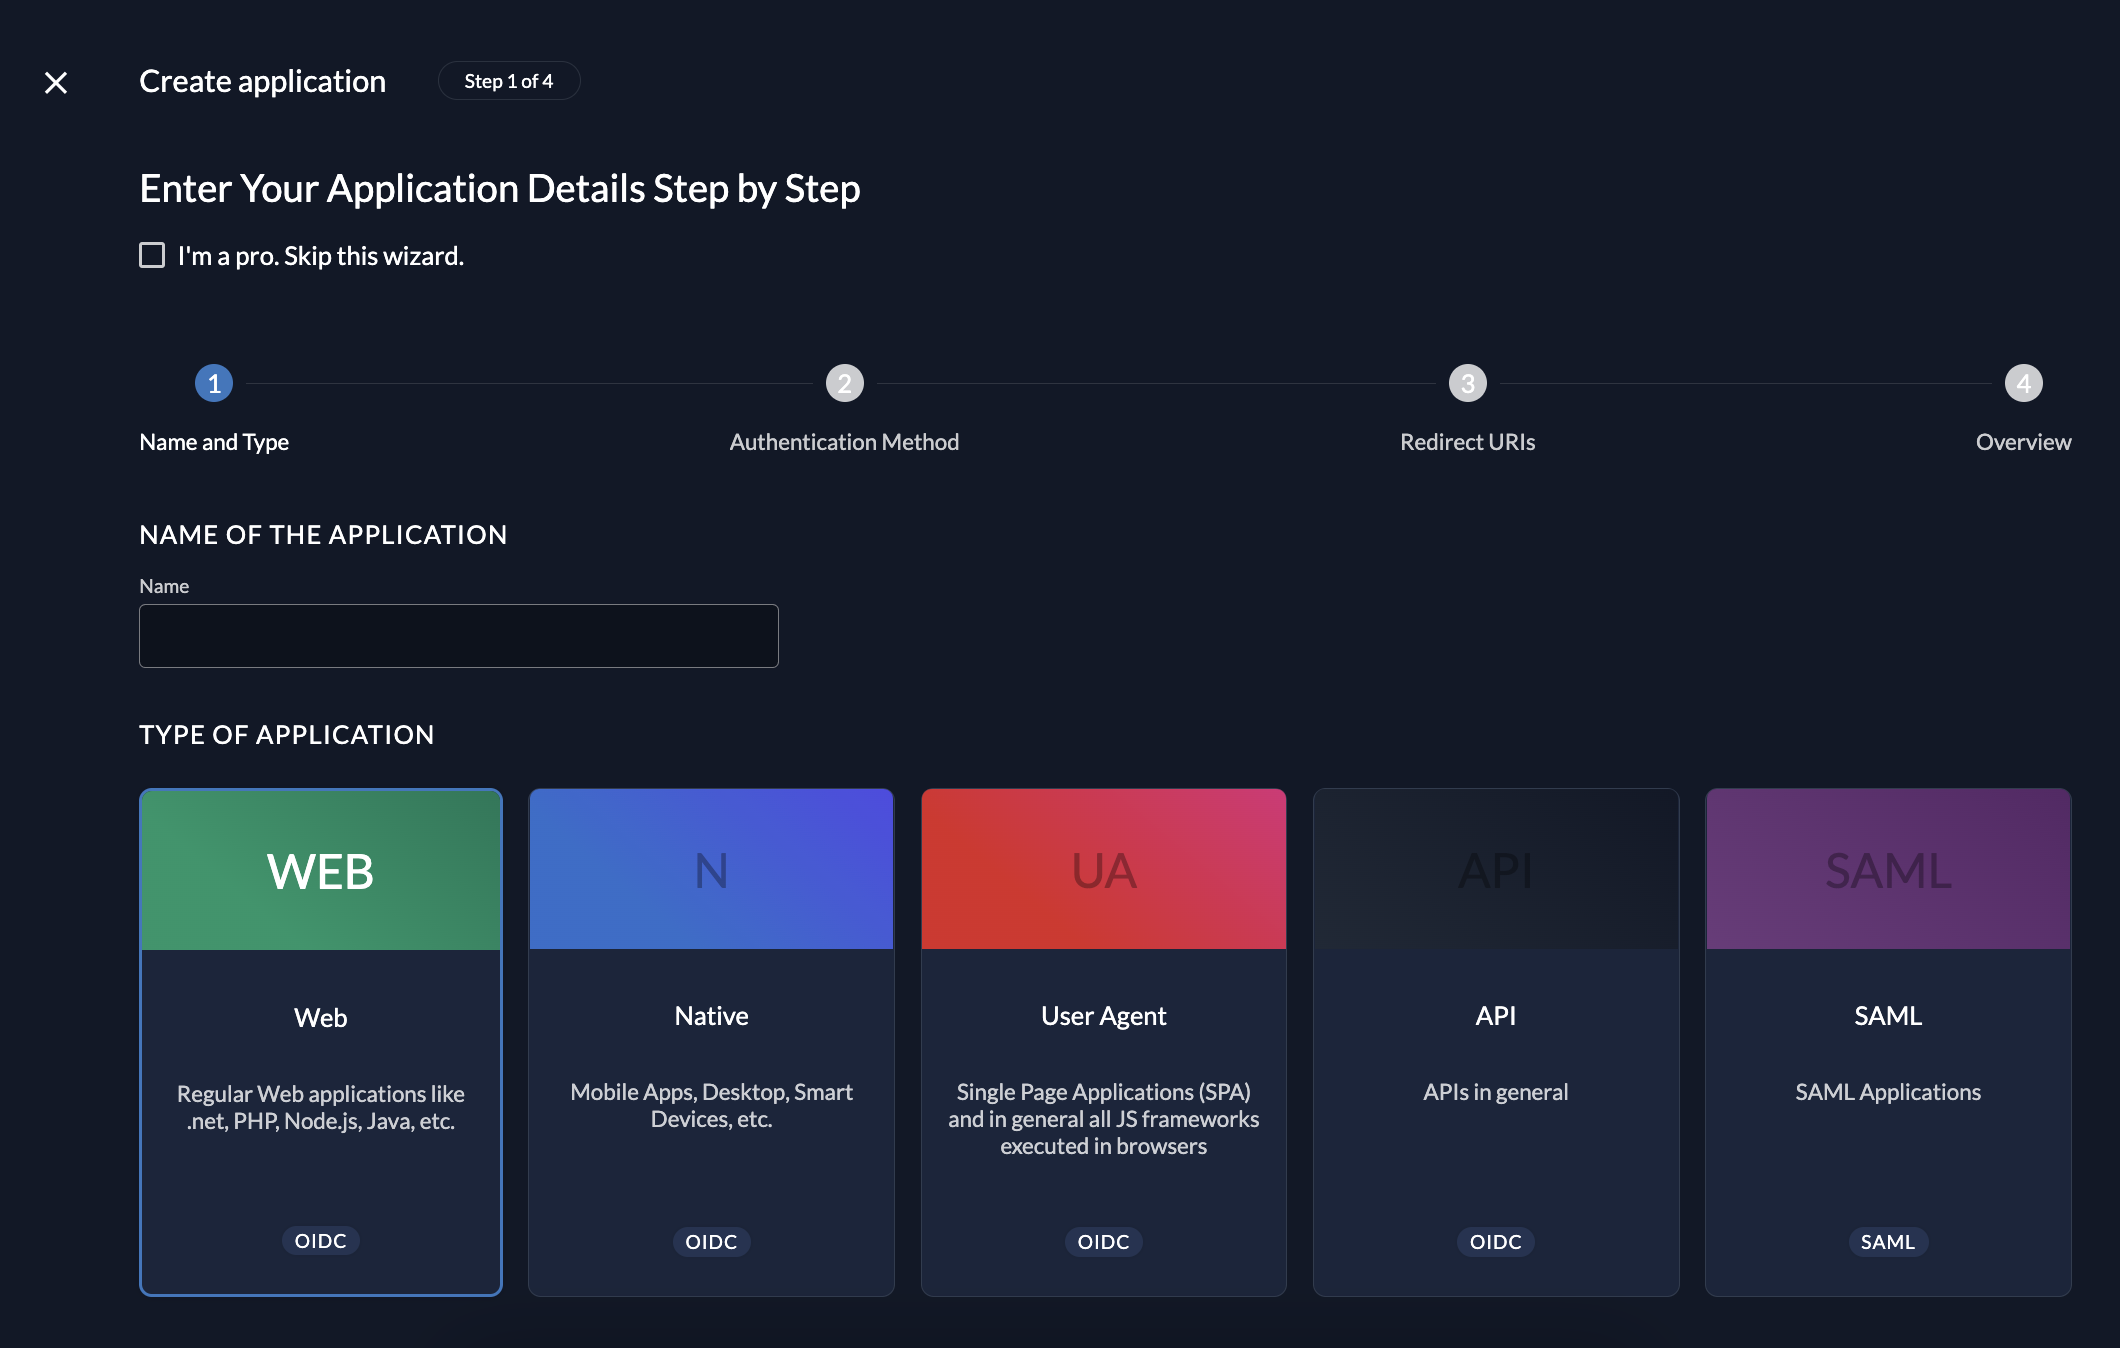 Create application
Step 1 of 4
Enter Your Application Details Step by Step
I'm a pro. Skip this wizard.
1
2
3
4
Name and Type
Authentication Method
Redirect URIs
Overview
NAME OF THE APPLICATION
Name
TYPE OF APPLICATION
WEB
Web
Regular Web applications like
.net, PHP, Node.js, Java, etc.
OIDC
N
Native
Mobile Apps, Desktop, Smart
Devices, etc.
OIDC
UA
User Agent
Single Page Applications (SPA)
and in general all JS frameworks
executed in browsers
OIDC
API
API
APIs in general
OIDC
SAML
SAML
SAML Applications
SAML